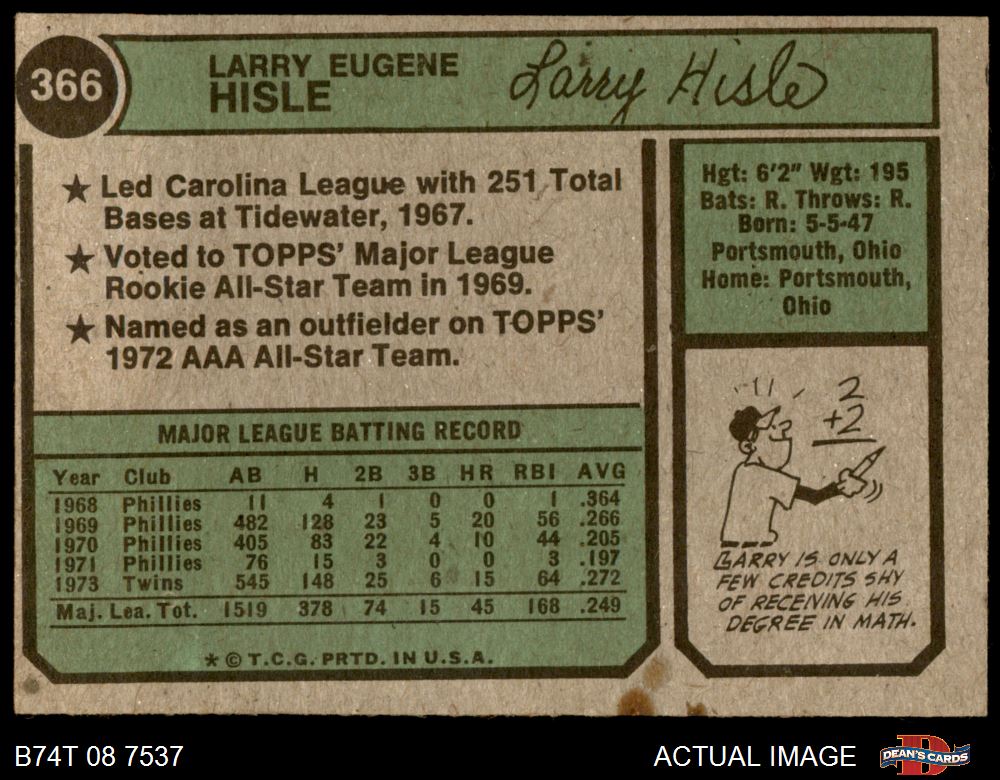 366
LARRY EUGENE
HISLE
Larry Hisle
★ Led Carolina League with 251 Total
Bases at Tidewater, 1967.
★ Voted to TOPPS' Major League
Rookie All-Star Team in 1969.
★ Named as an outfielder on TOPPS'
1972 AAA All-Star Team.
Hgt: 6'2" Wgt: 195
Bats: R. Throws: R.
Born: 5-5-47
Portsmouth, Ohio
Home: Portsmouth,
Ohio
MAJOR LEAGUE BATTING RECORD
Year Club AB H 2B 3B HR RBI AVG
1968 Phillies 11 4 1 0 0 1 .364
1969 Phillies 482 128 23 5 20 56 .266
1970 Phillies 405 83 22 4 10 44 .205
1971 Phillies 76 15 3 0 0 3 .197
1973 Twins 545 148 25 6 15 64 .272
Maj. Lea. Tot. 1519 378 74 15 45 168 .249
* © T.C.G. PRTD. IN U.S.A.
2
+2
LARRY IS ONLY A
FEW CREDITS SHY
OF RECEIVING HIS
DEGREE IN MATH.
B74T 08 7537
ACTUAL IMAGE
D
DEAN'S CARDS